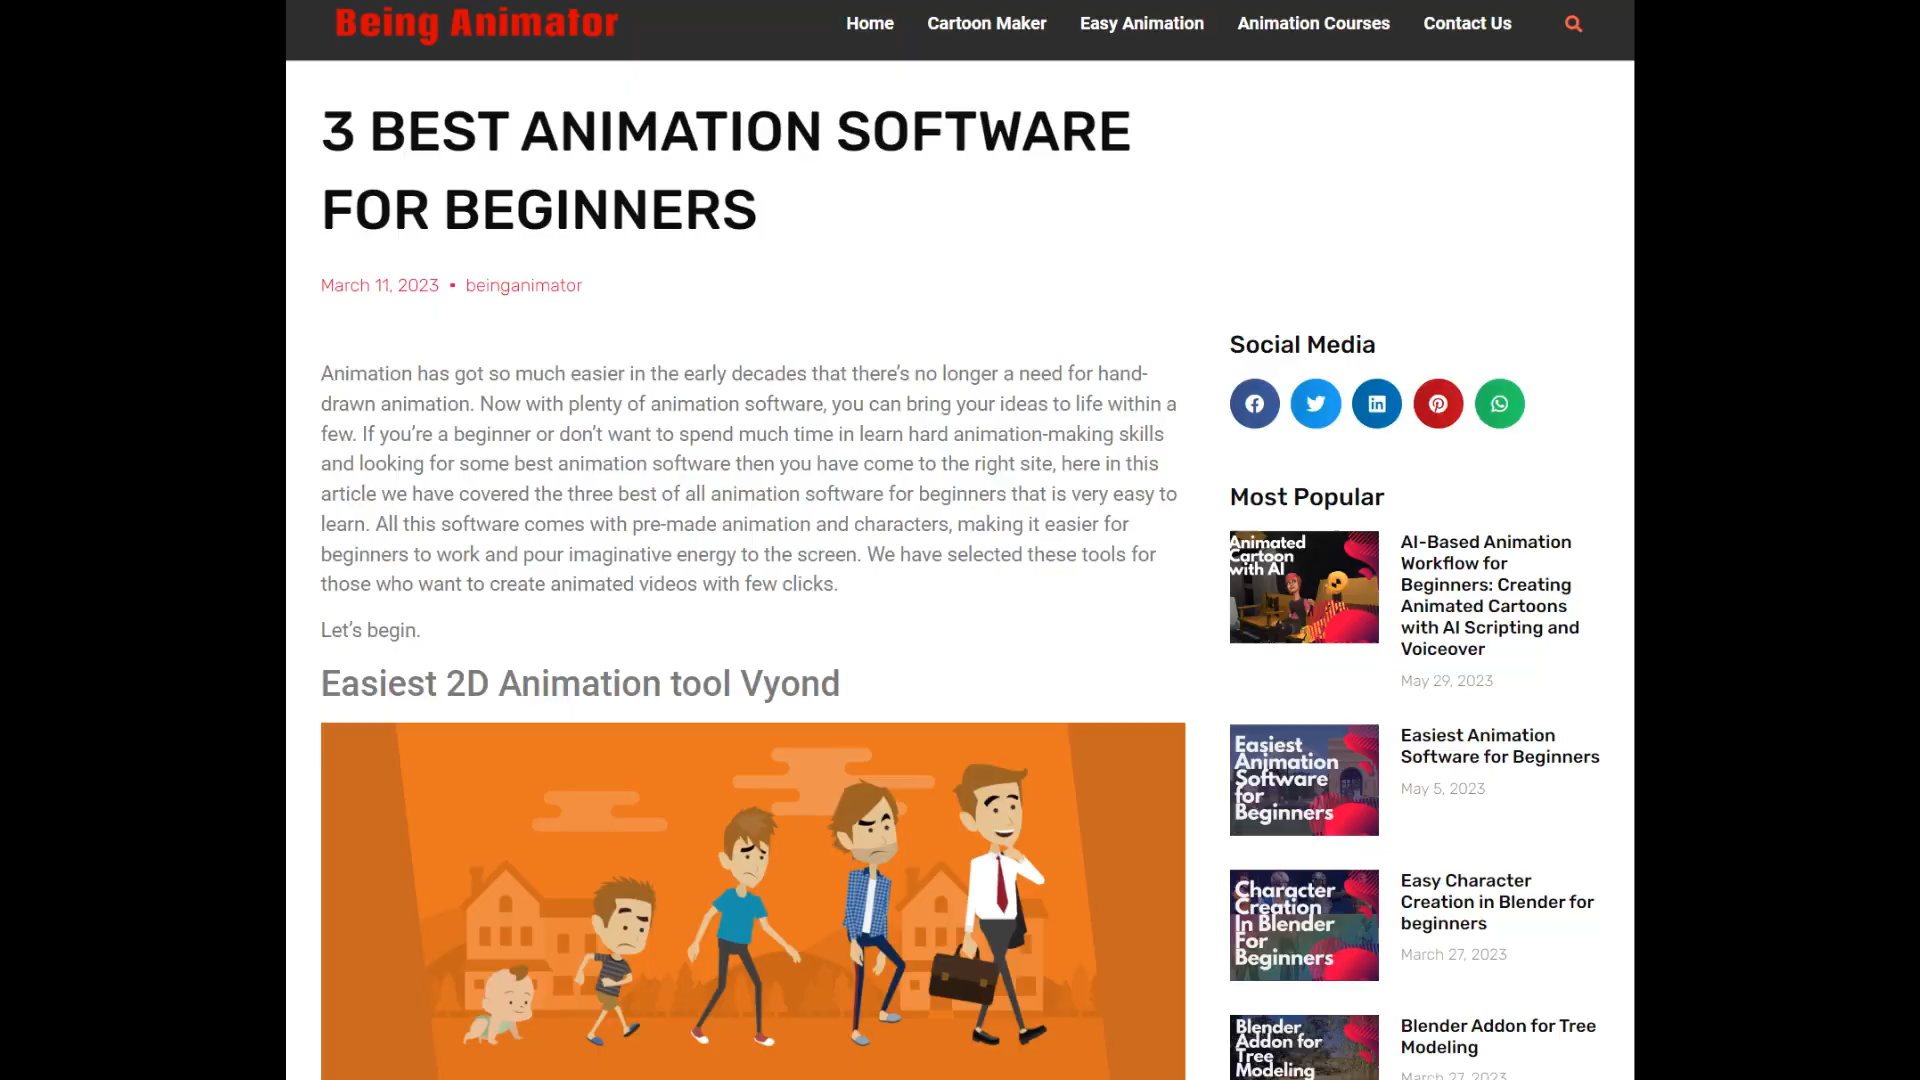 Being Animator
Home Cartoon Maker Easy Animation Animation Courses Contact Us
3 BEST ANIMATION SOFTWARE
FOR BEGINNERS
March 11, 2023 ▪ beinganimator
Animation has got so much easier in the early decades that there's no longer a need for hand-
drawn animation. Now with plenty of animation software, you can bring your ideas to life within a
few. If you're a beginner or don't want to spend much time in learn hard animation-making skills
and looking for some best animation software then you have come to the right site, here in this
article we have covered the three best of all animation software for beginners that is very easy to
learn. All this software comes with pre-made animation and characters, making it easier for
beginners to work and pour imaginative energy to the screen. We have selected these tools for
those who want to create animated videos with few clicks.
Let's begin.
Easiest 2D Animation tool Vyond
Social Media
Most Popular
Animated
Cartoon
with AI
AI-Based Animation
Workflow for
Beginners: Creating
Animated Cartoons
with AI Scripting and
Voiceover
May 29, 2023
Easiest
Animation
Software
for
Beginners
Easiest Animation
Software for Beginners
May 5, 2023
Character
Creation
In Blender
For
Beginners
Easy Character
Creation in Blender for
beginners
March 27, 2023
Blender
Addon for
Tree
Modeling
Blender Addon for Tree
Modeling
March 27, 2023